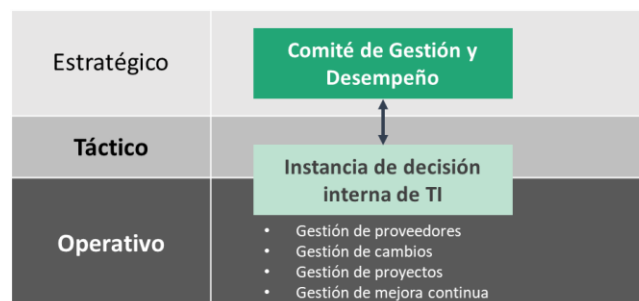 Estratégico
Comité de Gestión y
Desempeño
Táctico
Instancia de decisión
interna de TI
Operativo
• Gestión de proveedores
• Gestión de cambios
• Gestión de proyectos
• Gestión de mejora continua